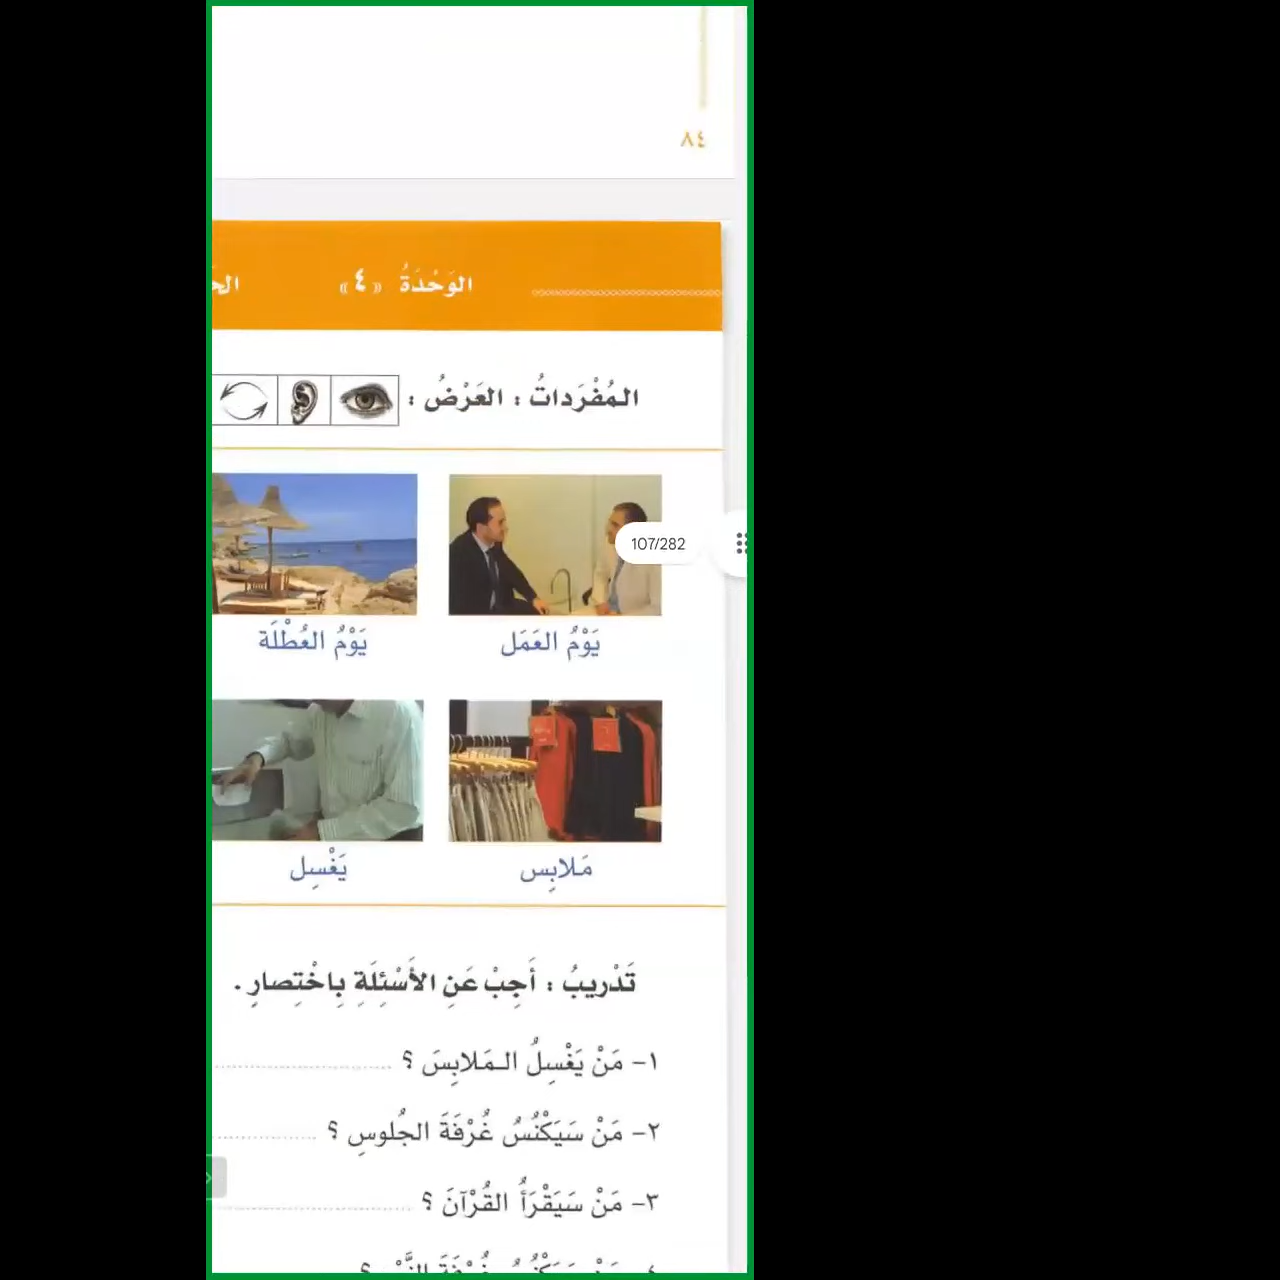 ٨٤
الوَحْدَةُ «٤»
المُفْرَداتُ : العَرْضُ :
107/282
يَوْمُ العَمَل
يَوْمُ العُطْلَة
مَلابِس
يَغْسِل
تَدْريبُ : أَجِبْ عَنِ الأَسْئِلَةِ بِاخْتِصارٍ .
١- مَنْ يَغْسِلُ المَلابِسَ ؟
٢- مَنْ سَيَكْنُسُ غُرْفَةَ الجُلوسِ ؟
٣- مَنْ سَيَقْرَأُ القُرْآنَ ؟